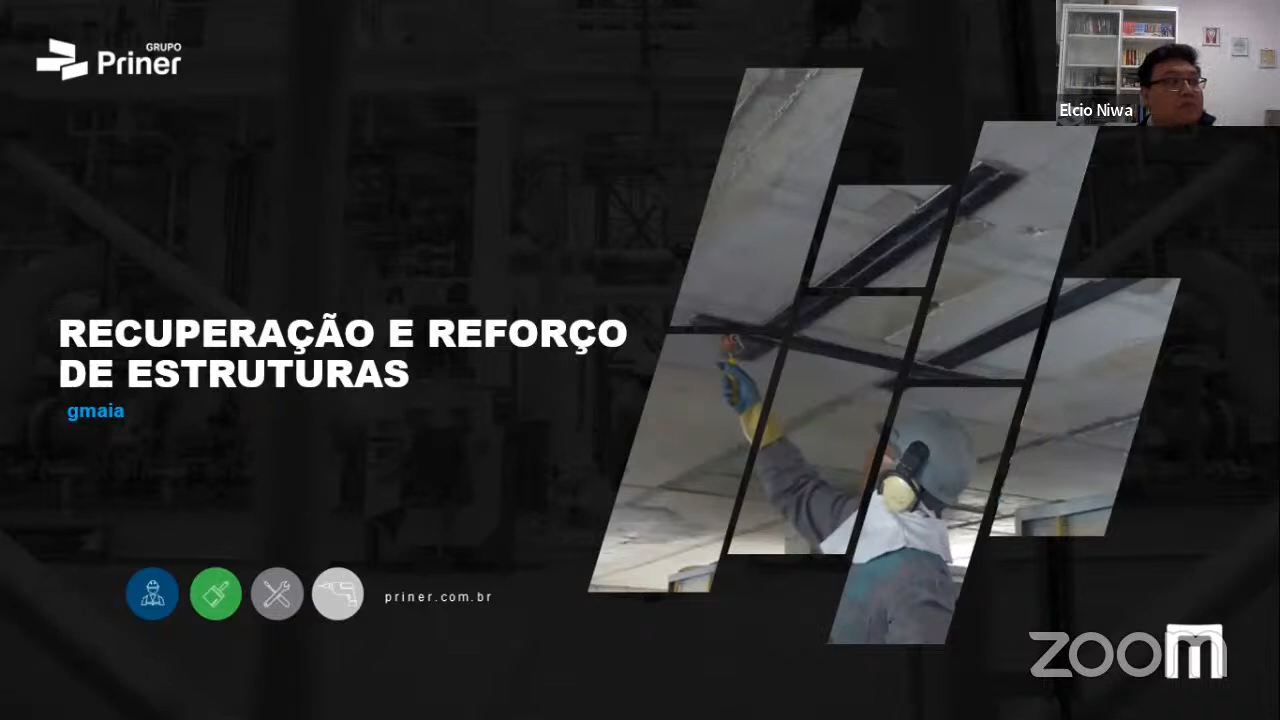 GRUPO
Priner
Elcio Niwa
RECUPERAÇÃO E REFORÇO
DE ESTRUTURAS
gmaia
priner.com.br
zoom